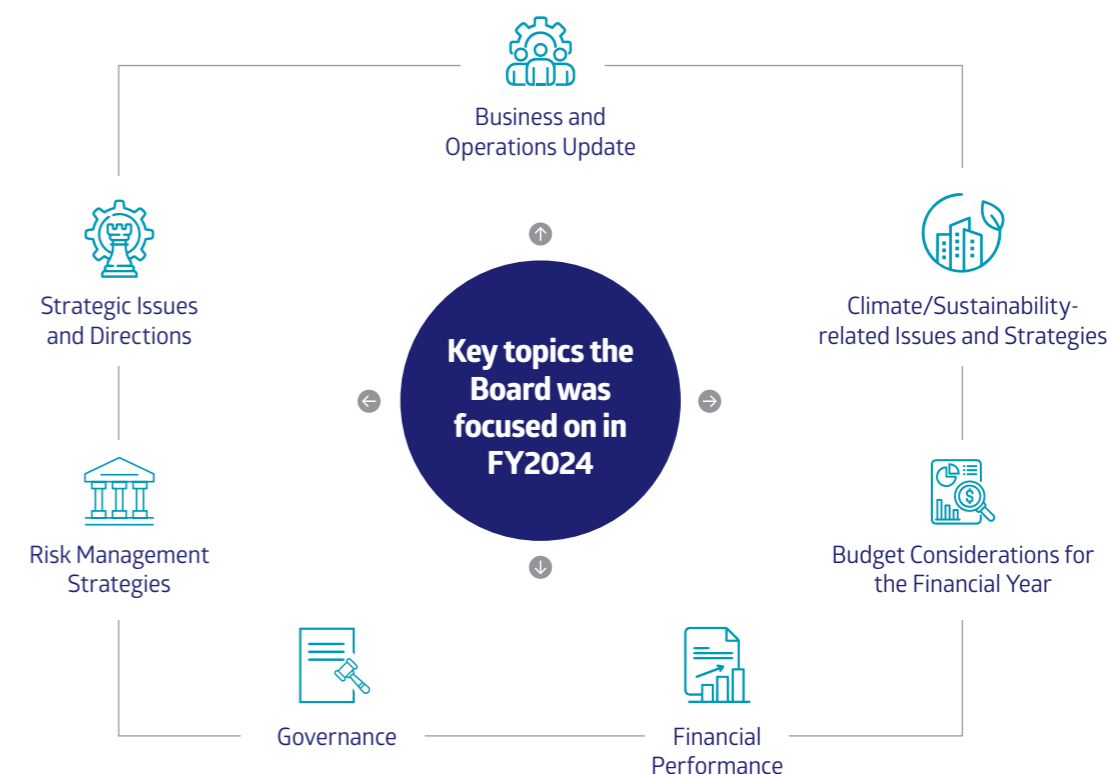 Business and
Operations Update
Strategic Issues
and Directions
Climate/Sustainability-
related Issues and Strategies
Key topics the
Board was
focused on in
FY2024
Risk Management
Strategies
Budget Considerations for
the Financial Year
Governance
Financial
Performance